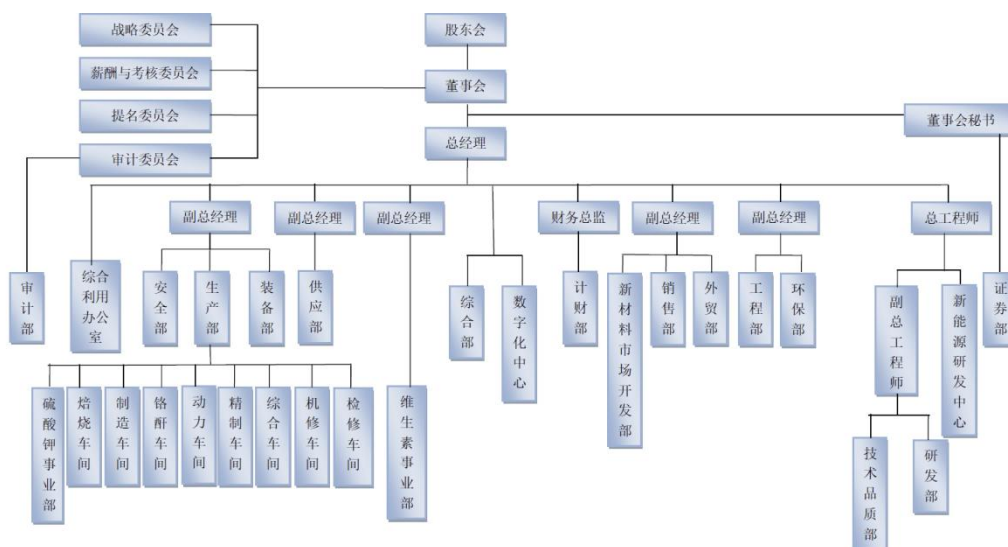 战略委员会
股东会
薪酬与考核委员会
董事会
提名委员会
董事会秘书
审计委员会
总经理
副总经理
副总经理
副总经理
财务总监
副总经理
副总经理
总工程师
审计部
综合
利用
办公
室
安全部
生产部
装备部
供应部
综合部
数字化中心
计财部
新材料市场开发部
销售部
外贸部
工程部
环保部
副总工程师
新能源研发中心
证券部
硫酸钾事业部
焙烧车间
制造车间
铬酐车间
动力车间
精制车间
综合车间
机修车间
检修车间
维生素事业部
技术品质部
研发部